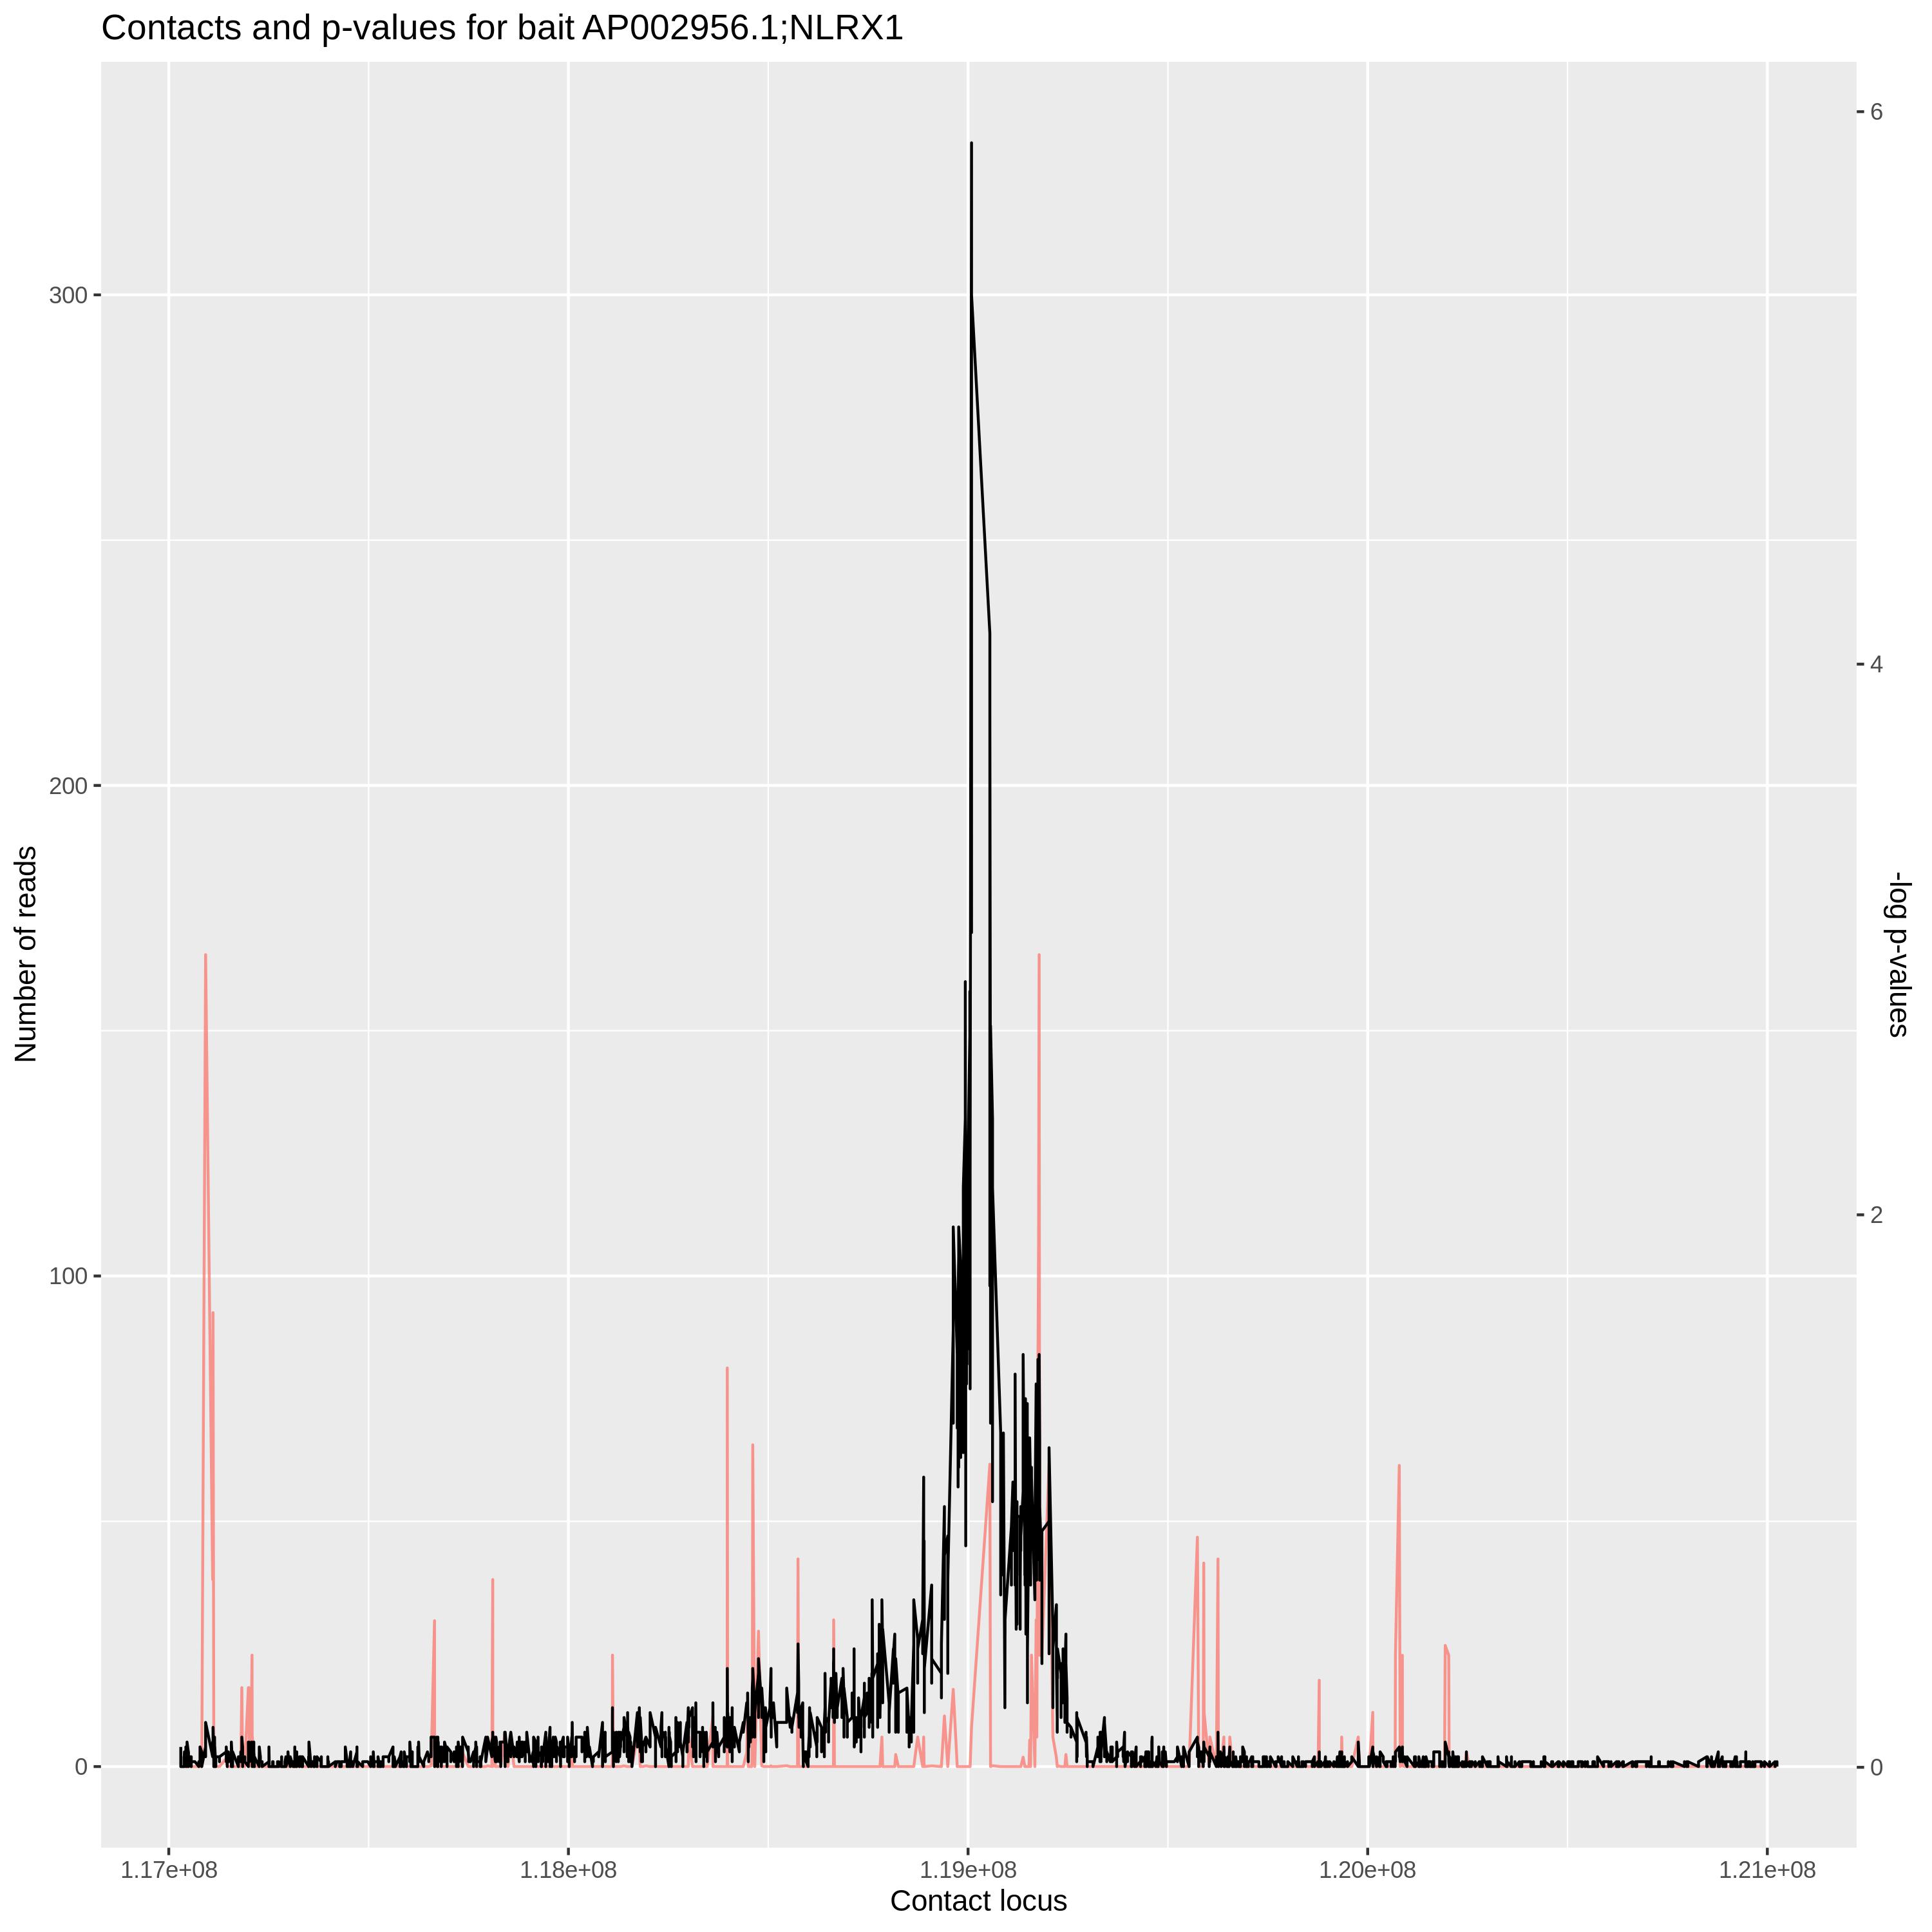 Contacts and p-values for bait AP002956.1;NLRX1
6
300
4
200
Number of reads
-log p-values
2
100
0
0
1.17e+08
1.18e+08
1.19e+08
1.20e+08
1.21e+08
Contact locus